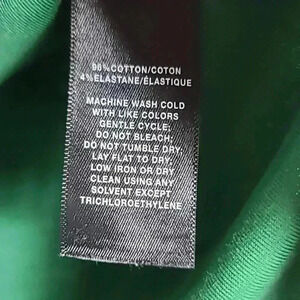 96%COTTON/COTON
4%ELASTANE/ÉLASTIQUE
MACHINE WASH COLD
WITH LIKE COLORS
GENTLE CYCLE;
DO NOT BLEACH;
DO NOT TUMBLE DRY;
LAY FLAT TO DRY;
LOW IRON OR DRY
CLEAN USING ANY
SOLVENT EXCEPT
TRICHLOROETHYLENE